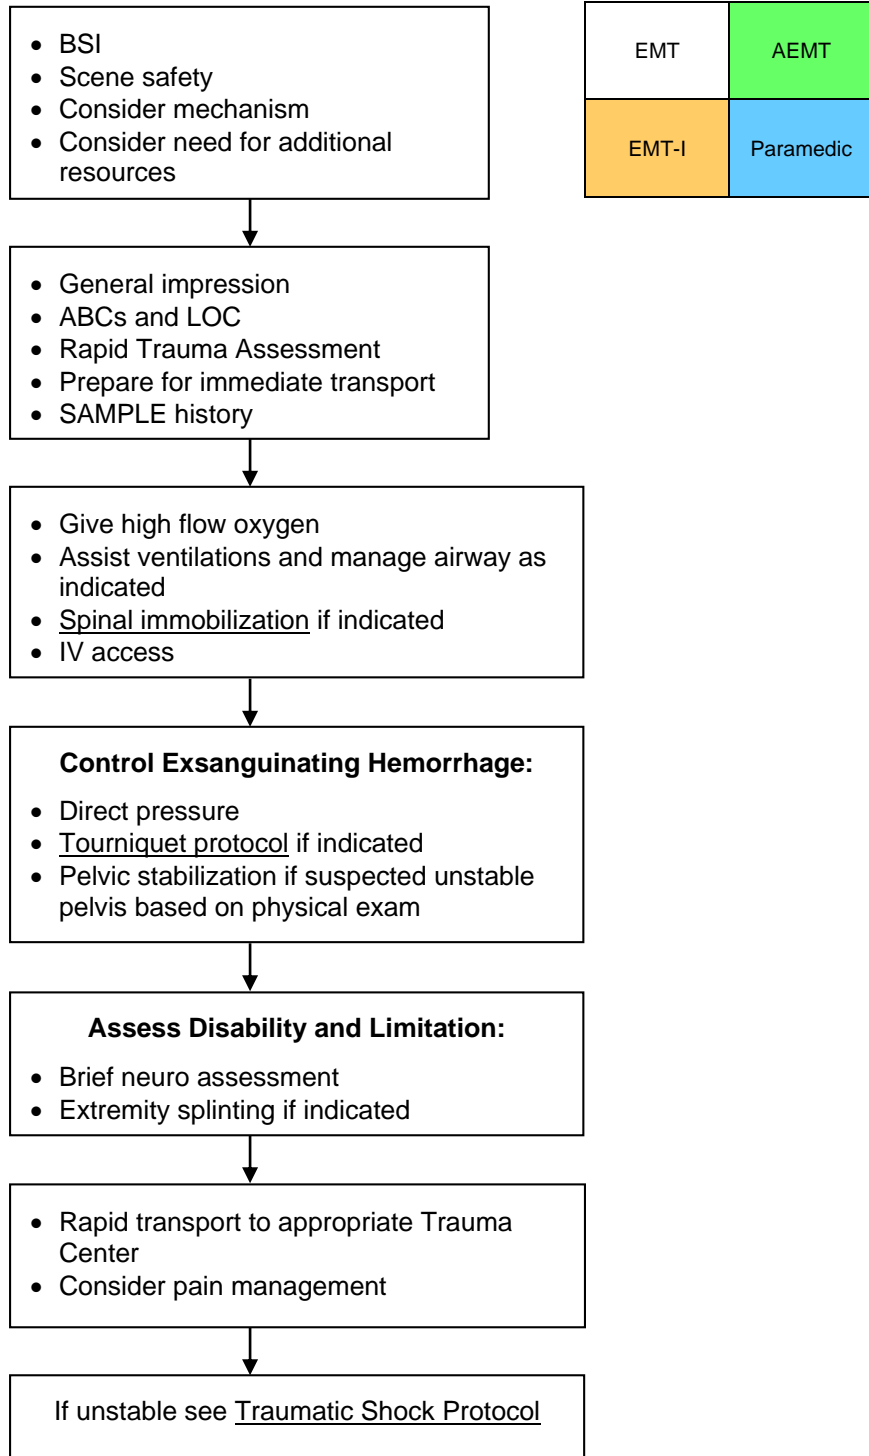 • BSI
• Scene safety
• Consider mechanism
• Consider need for additional
resources
EMT
AEMT
EMT-I
Paramedic
• General impression
• ABCs and LOC
• Rapid Trauma Assessment
• Prepare for immediate transport
• SAMPLE history
• Give high flow oxygen
• Assist ventilations and manage airway as
indicated
• Spinal immobilization if indicated
• IV access
Control Exsanguinating Hemorrhage:
• Direct pressure
• Tourniquet protocol if indicated
• Pelvic stabilization if suspected unstable
pelvis based on physical exam
Assess Disability and Limitation:
• Brief neuro assessment
• Extremity splinting if indicated
• Rapid transport to appropriate Trauma
Center
• Consider pain management
If unstable see Traumatic Shock Protocol